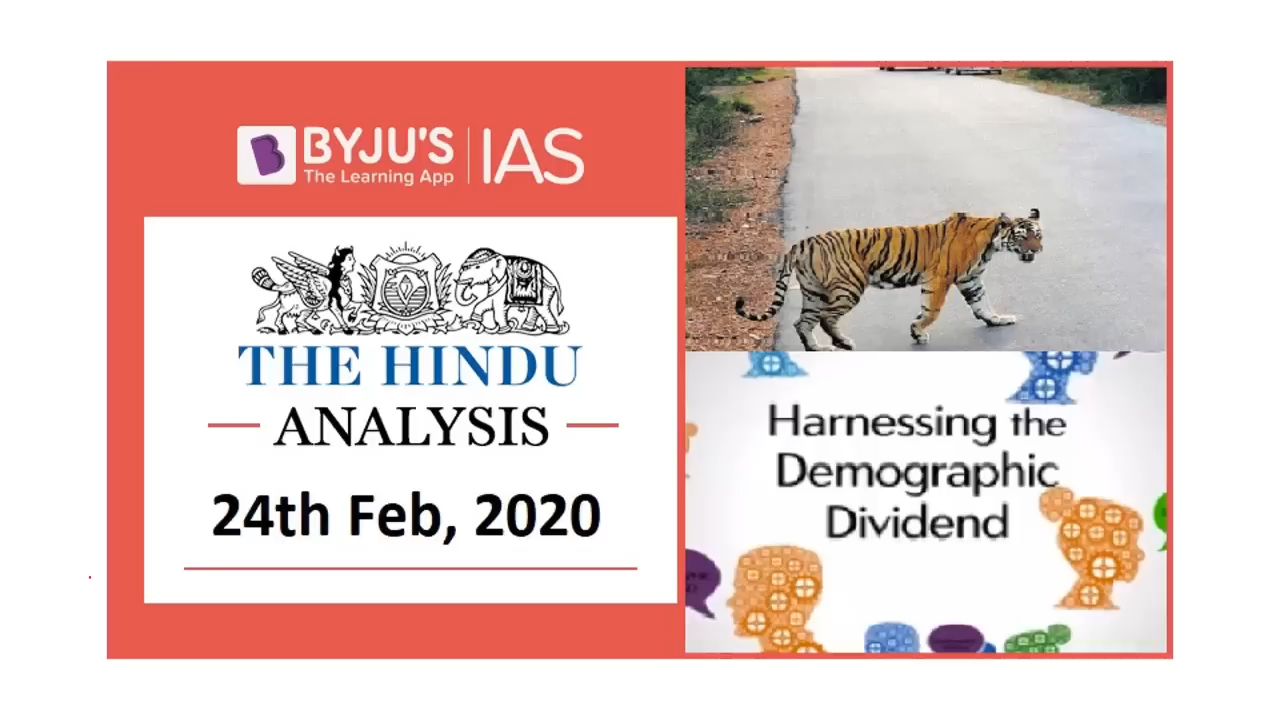 BYJU'S IAS
The Learning App
THE HINDU
ANALYSIS
24th Feb, 2020
Harnessing the
Demographic
Dividend